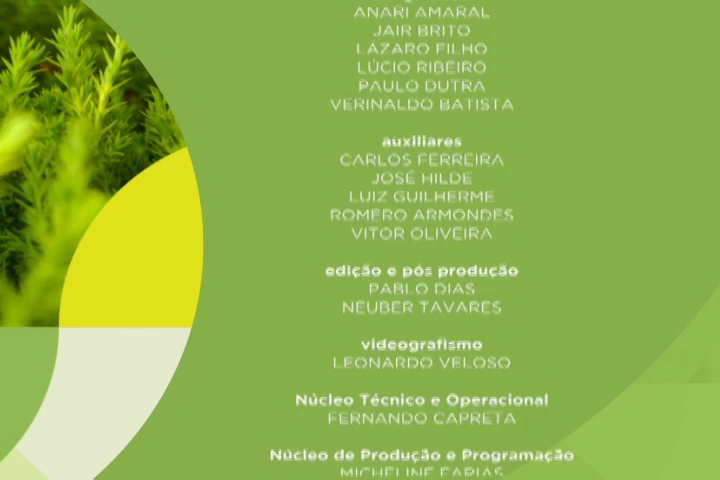 ANARI AMARAL
JAIR BRITO
LÁZARO FILHO
LÚCIO RIBEIRO
PAULO DUTRA
VERINALDO BATISTA
auxiliares
CARLOS FERREIRA
JOSÉ HILDE
LUIZ GUILHERME
ROMERO ARMONDES
VITOR OLIVEIRA
edição e pós produção
PABLO DIAS
NEUBER TAVARES
videografismo
LEONARDO VELOSO
Núcleo Técnico e Operacional
FERNANDO CAPRETA
Núcleo de Produção e Programação
MICHELINE FARIAS